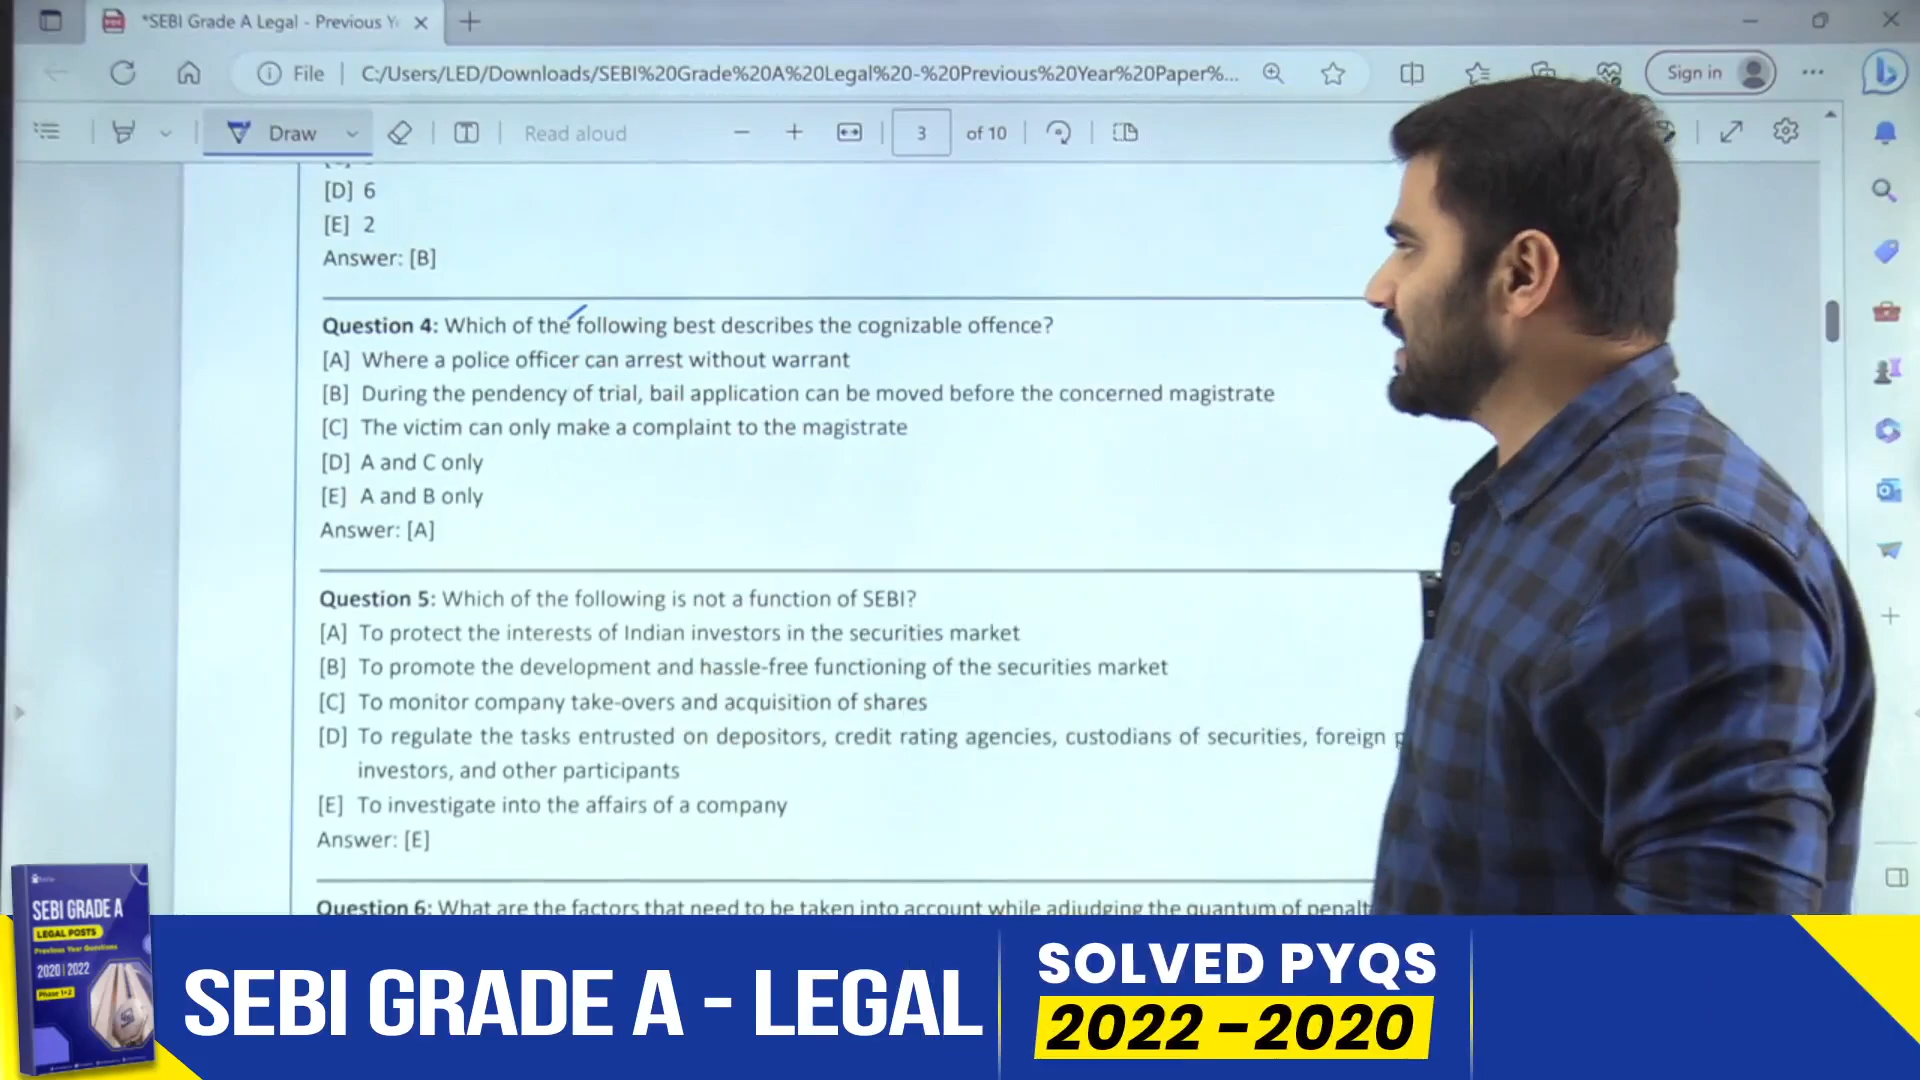 *SEBI Grade A Legal - Previous Y
File
C:/Users/LED/Downloads/SEBI%20Grade%20A%20Legal%20-%20Previous%20Year%20Paper%...
Sign in
Draw
Read aloud
3
of 10
[D] 6
[E] 2
Answer: [B]
Question 4: Which of the following best describes the cognizable offence?
[A] Where a police officer can arrest without warrant
[B] During the pendency of trial, bail application can be moved before the concerned magistrate
[C] The victim can only make a complaint to the magistrate
[D] A and C only
[E] A and B only
Answer: [A]
Question 5: Which of the following is not a function of SEBI?
[A] To protect the interests of Indian investors in the securities market
[B] To promote the development and hassle-free functioning of the securities market
[C] To monitor company take-overs and acquisition of shares
[D] To regulate the tasks entrusted on depositors, credit rating agencies, custodians of securities, foreign
investors, and other participants
[E] To investigate into the affairs of a company
Answer: [E]
Question 6: What are the factors that need to be taken into account while adjudging the quantum of penalt
SEBI GRADE A
LEGAL POSTS
Previous Year Questions
2020 | 2022
Phase 1+2
SEBI GRADE A - LEGAL
SOLVED PYQS
2022 - 2020